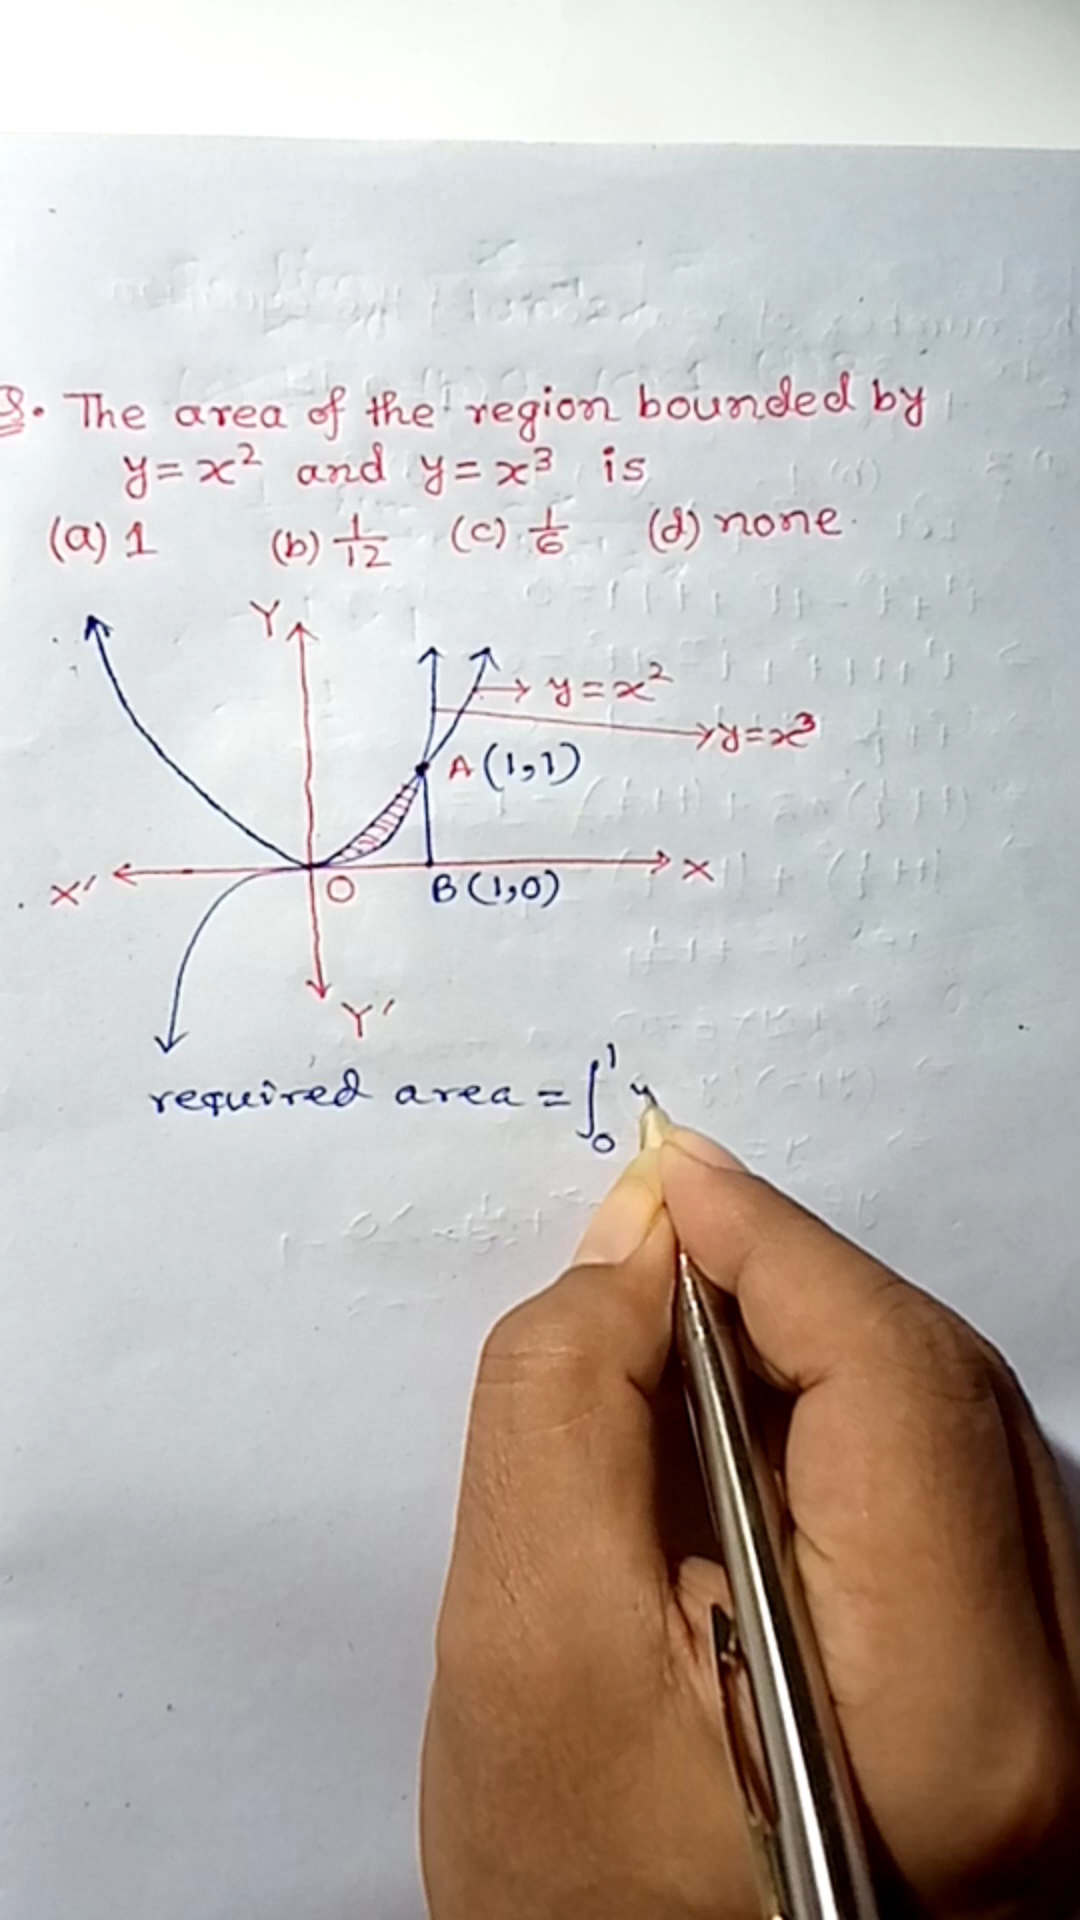 Q. The area of the region bounded by
y = x² and y = x³ is
(a) 1 (b) 1/12 (c) 1/6 (d) none.
Y
→ y = x²
→ y = x³
A (1,1)
X' O B (1,0) X
Y'
required area = ∫₀¹ y